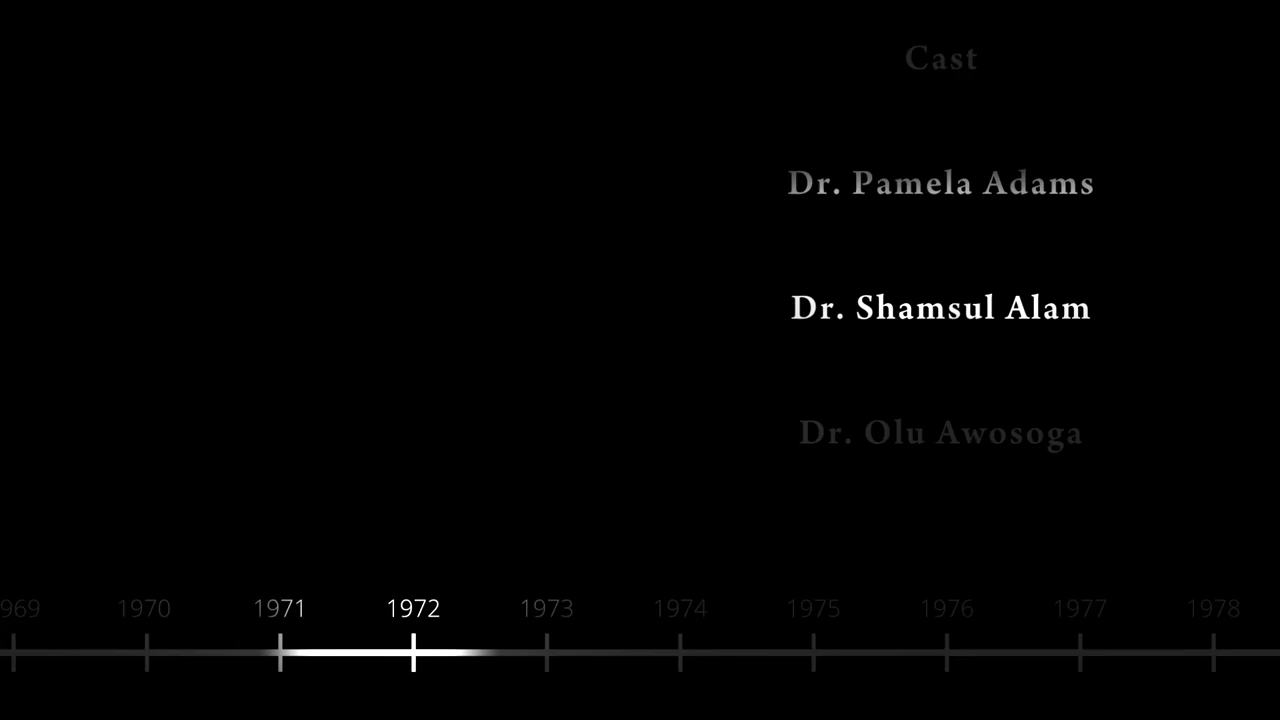 Cast
Dr. Pamela Adams
Dr. Shamsul Alam
Dr. Olu Awosoga
969 1970 1971 1972 1973 1974 1975 1976 1977 1978